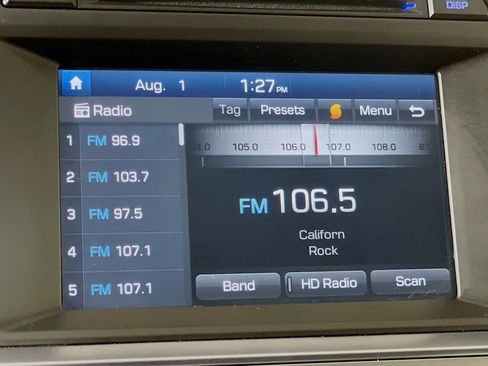 DISP
Aug. 1 1:27 PM
Radio Tag Presets Menu
1 FM 96.9
2 FM 103.7
3 FM 97.5
4 FM 107.1
5 FM 107.1
105.0 106.0 107.0 108.0
FM 106.5
Californ
Rock
Band HD Radio Scan